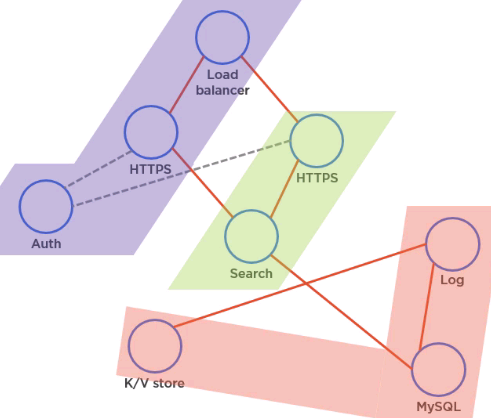 Load
balancer
HTTPS
HTTPS
Auth
Search
Log
K/V store
MySQL